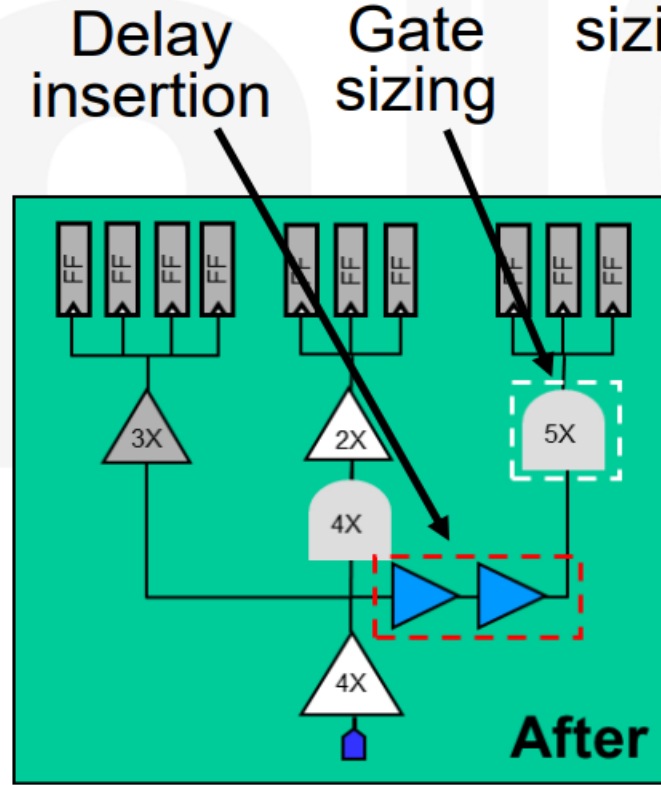 Delay
insertion
Gate
sizing
sizi
FF FF FF FF FF FF FF FF FF FF
3X
2X
5X
4X
4X
After